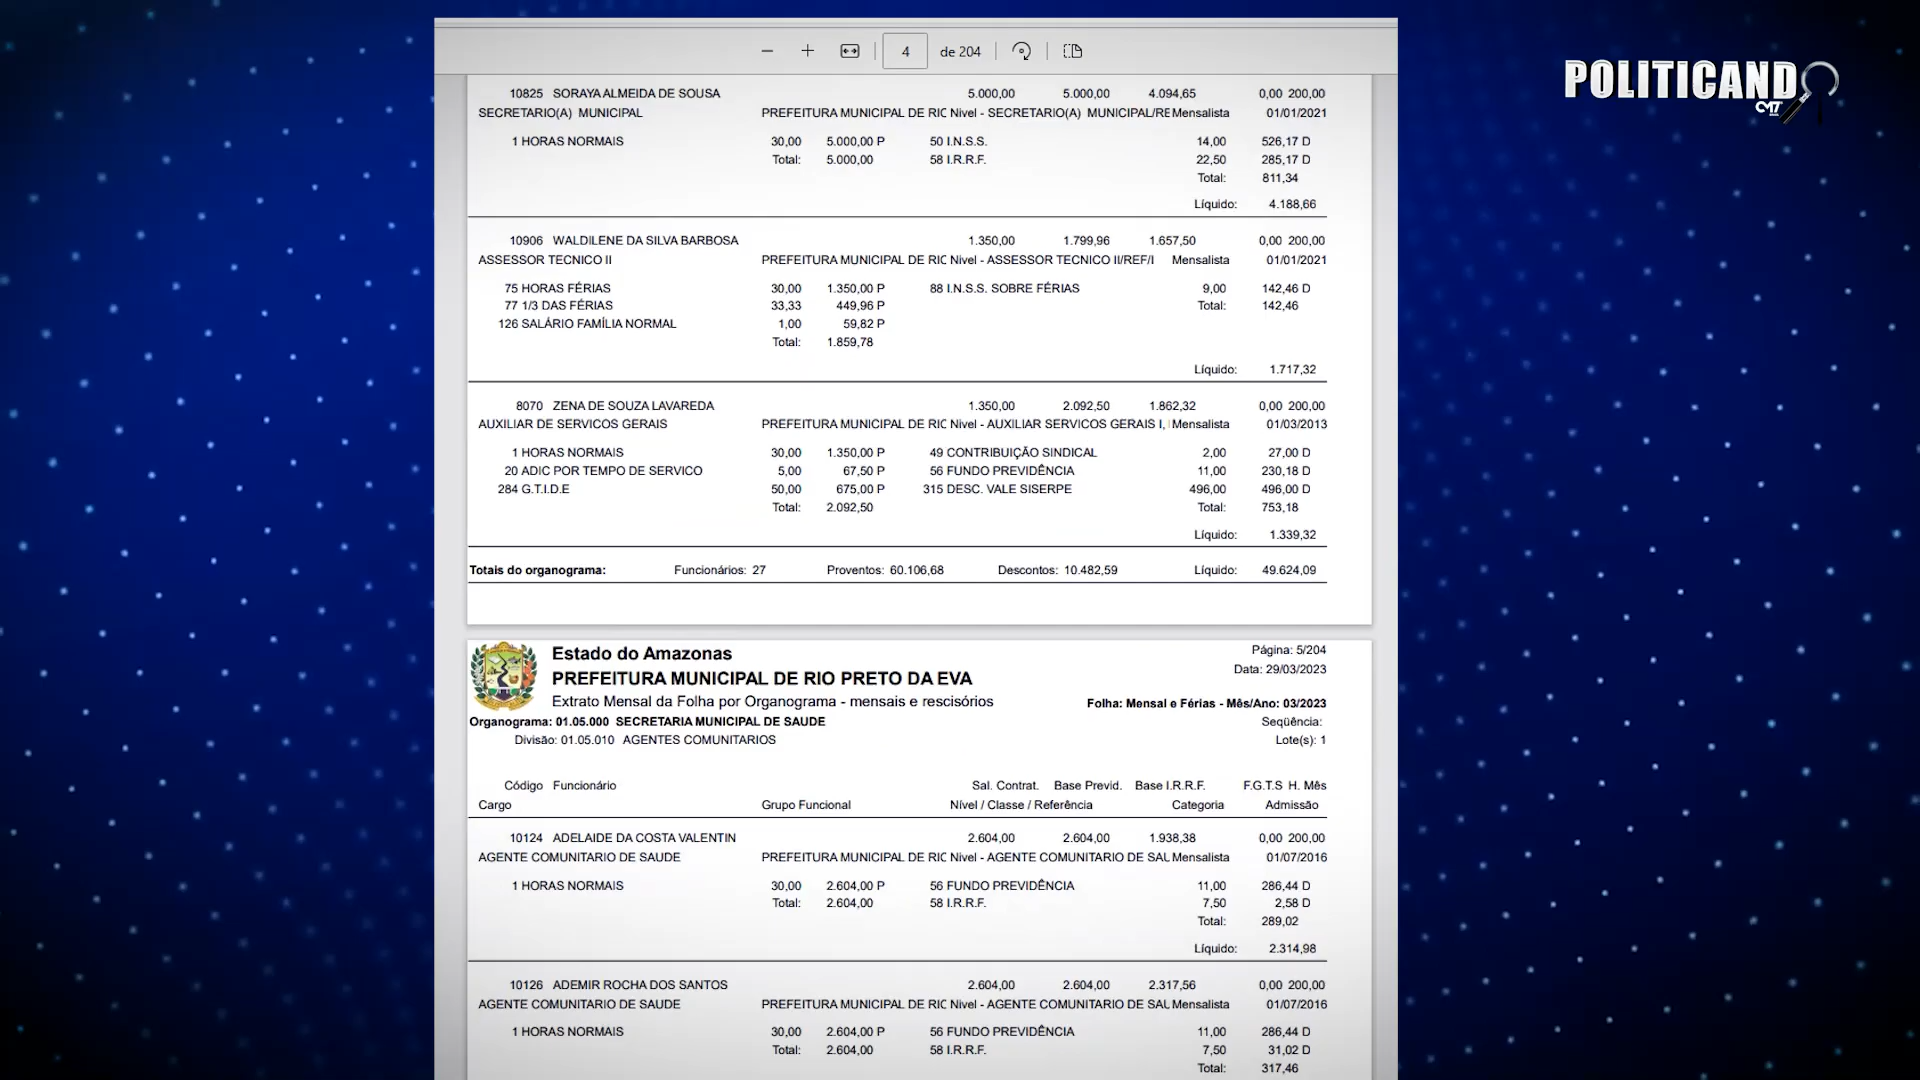 4 de 204
POLITICANDO
CM7
10825 SORAYA ALMEIDA DE SOUSA 5.000,00 5.000,00 4.094,65 0,00 200,00
SECRETARIO(A) MUNICIPAL PREFEITURA MUNICIPAL DE RIC Nivel - SECRETARIO(A) MUNICIPAL/RE Mensalista 01/01/2021
1 HORAS NORMAIS 30,00 5.000,00 P 50 I.N.S.S. 14,00 526,17 D
Total: 5.000,00 58 I.R.R.F. 22,50 285,17 D
Total: 811,34
Líquido: 4.188,66
10906 WALDILENE DA SILVA BARBOSA 1.350,00 1.799,96 1.657,50 0,00 200,00
ASSESSOR TECNICO II PREFEITURA MUNICIPAL DE RIC Nivel - ASSESSOR TECNICO II/REF/I Mensalista 01/01/2021
75 HORAS FÉRIAS 30,00 1.350,00 P 88 I.N.S.S. SOBRE FÉRIAS 9,00 142,46 D
77 1/3 DAS FÉRIAS 33,33 449,96 P Total: 142,46
126 SALÁRIO FAMÍLIA NORMAL 1,00 59,82 P
Total: 1.859,78
Líquido: 1.717,32
8070 ZENA DE SOUZA LAVAREDA 1.350,00 2.092,50 1.862,32 0,00 200,00
AUXILIAR DE SERVICOS GERAIS PREFEITURA MUNICIPAL DE RIC Nivel - AUXILIAR SERVICOS GERAIS I, Mensalista 01/03/2013
1 HORAS NORMAIS 30,00 1.350,00 P 49 CONTRIBUIÇÃO SINDICAL 2,00 27,00 D
20 ADIC POR TEMPO DE SERVICO 5,00 67,50 P 56 FUNDO PREVIDÊNCIA 11,00 230,18 D
284 G.T.I.D.E 50,00 675,00 P 315 DESC. VALE SISERPE 496,00 496,00 D
Total: 2.092,50 Total: 753,18
Líquido: 1.339,32
Totais do organograma: Funcionários: 27 Proventos: 60.106,68 Descontos: 10.482,59 Líquido: 49.624,09
Estado do Amazonas Página: 5/204
PREFEITURA MUNICIPAL DE RIO PRETO DA EVA Data: 29/03/2023
Extrato Mensal da Folha por Organograma - mensais e rescisórios Folha: Mensal e Férias - Mês/Ano: 03/2023
Organograma: 01.05.000 SECRETARIA MUNICIPAL DE SAUDE Seqüência:
Divisão: 01.05.010 AGENTES COMUNITARIOS Lote(s): 1
Código Funcionário Sal. Contrat. Base Previd. Base I.R.R.F. F.G.T.S H. Mês
Cargo Grupo Funcional Nível / Classe / Referência Categoria Admissão
10124 ADELAIDE DA COSTA VALENTIN 2.604,00 2.604,00 1.938,38 0,00 200,00
AGENTE COMUNITARIO DE SAUDE PREFEITURA MUNICIPAL DE RIC Nivel - AGENTE COMUNITARIO DE SAU Mensalista 01/07/2016
1 HORAS NORMAIS 30,00 2.604,00 P 56 FUNDO PREVIDÊNCIA 11,00 286,44 D
Total: 2.604,00 58 I.R.R.F. 7,50 2,58 D
Total: 289,02
Líquido: 2.314,98
10126 ADEMIR ROCHA DOS SANTOS 2.604,00 2.604,00 2.317,56 0,00 200,00
AGENTE COMUNITARIO DE SAUDE PREFEITURA MUNICIPAL DE RIC Nivel - AGENTE COMUNITARIO DE SAU Mensalista 01/07/2016
1 HORAS NORMAIS 30,00 2.604,00 P 56 FUNDO PREVIDÊNCIA 11,00 286,44 D
Total: 2.604,00 58 I.R.R.F. 7,50 31,02 D
Total: 317,46